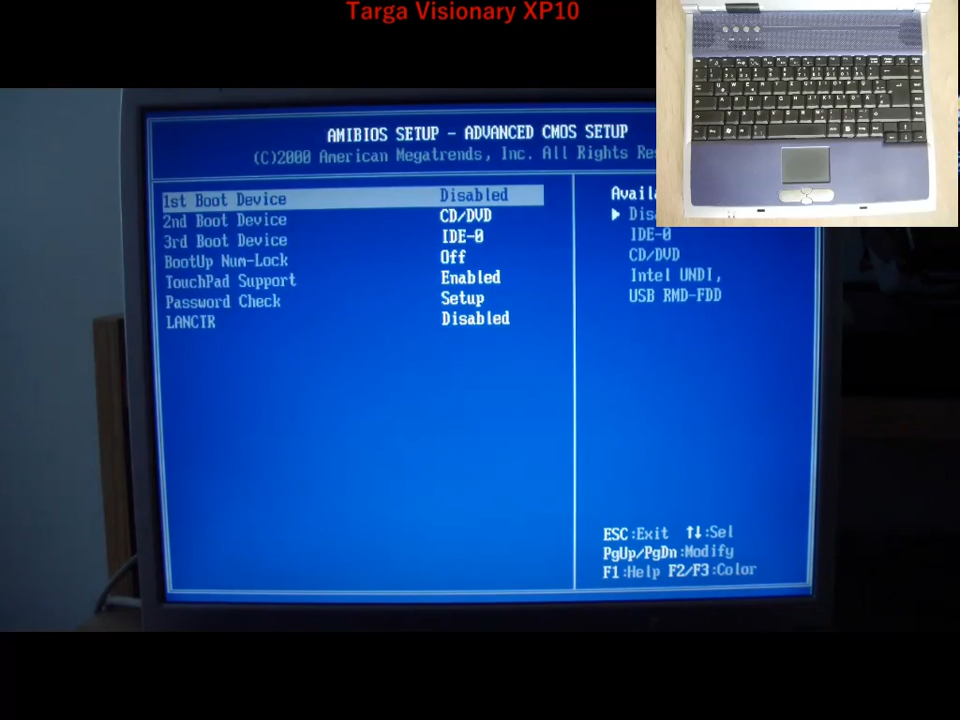 Targa Visionary XP10
AMIBIOS SETUP - ADVANCED CMOS SETUP
(C)2000 American Megatrends, Inc. All Rights
1st Boot Device Disabled
2nd Boot Device CD/DVD
3rd Boot Device IDE-0
BootUp Num-Lock Off
TouchPad Support Enabled
Password Check Setup
LANCTR Disabled
IDE-0
CD/DVD
Intel UNDI,
USB RMD-FDD
ESC:Exit ↑↓:Sel
PgUp/PgDn:Modify
F1:Help F2/F3:Color